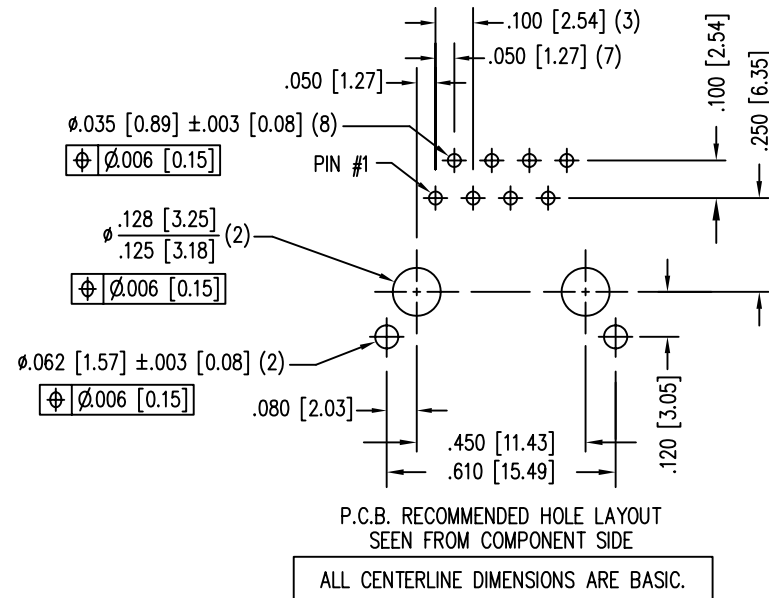 .100 [2.54] (3)
.050 [1.27] (7)
.050 [1.27]
.100 [2.54]
.250 [6.35]
ø.035 [0.89] ±.003 [0.08] (8)
⌖ Ø.006 [0.15]
PIN #1
ø .128 [3.25]
.125 [3.18] (2)
⌖ Ø.006 [0.15]
ø.062 [1.57] ±.003 [0.08] (2)
⌖ Ø.006 [0.15]
.080 [2.03]
.450 [11.43]
.610 [15.49]
.120 [3.05]
P.C.B. RECOMMENDED HOLE LAYOUT
SEEN FROM COMPONENT SIDE
ALL CENTERLINE DIMENSIONS ARE BASIC.